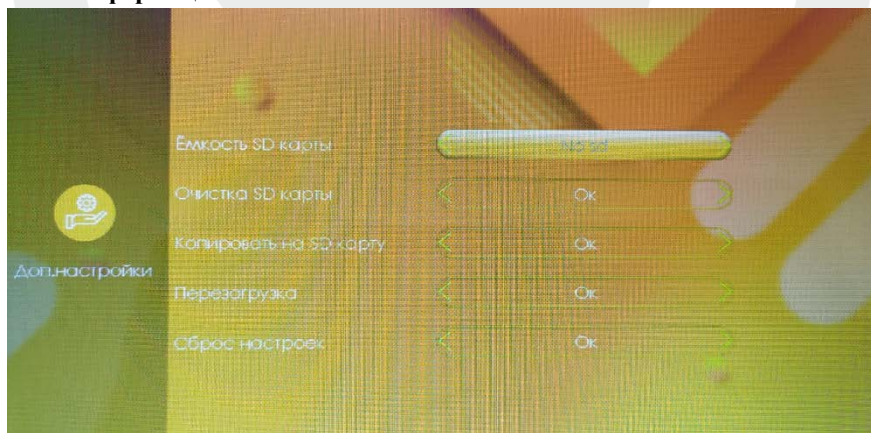 Ёмкость SD карты
No sd
Очистка SD карты
Ок
Копировать на SD карту
Ок
Доп.настройки
Перезагрузка
Ок
Сброс настроек
Ок